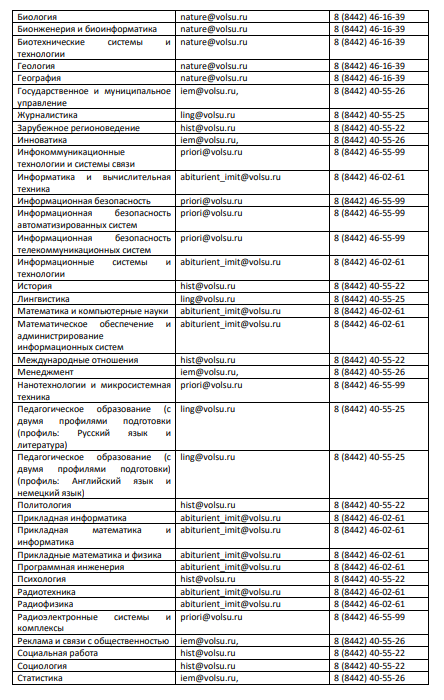 Биология nature@volsu.ru 8 (8442) 46-16-39
Бионженерия и биоинформатика nature@volsu.ru 8 (8442) 46-16-39
Биотехнические системы и nature@volsu.ru 8 (8442) 46-16-39
технологии
Геология nature@volsu.ru 8 (8442) 46-16-39
География nature@volsu.ru 8 (8442) 46-16-39
Государственное и муниципальное iem@volsu.ru, 8 (8442) 40-55-26
управление
Журналистика ling@volsu.ru 8 (8442) 40-55-25
Зарубежное регионоведение hist@volsu.ru 8 (8442) 40-55-22
Инноватика iem@volsu.ru, 8 (8442) 40-55-26
Инфокоммуникационные priori@volsu.ru 8 (8442) 46-55-99
технологии и системы связи
Информатика и вычислительная abiturient_imit@volsu.ru 8 (8442) 46-02-61
техника
Информационная безопасность priori@volsu.ru 8 (8442) 46-55-99
Информационная безопасность priori@volsu.ru 8 (8442) 46-55-99
автоматизированных систем
Информационная безопасность priori@volsu.ru 8 (8442) 46-55-99
телекоммуникационных систем
Информационные системы и abiturient_imit@volsu.ru 8 (8442) 46-02-61
технологии
История hist@volsu.ru 8 (8442) 40-55-22
Лингвистика ling@volsu.ru 8 (8442) 40-55-25
Математика и компьютерные науки abiturient_imit@volsu.ru 8 (8442) 46-02-61
Математическое обеспечение и abiturient_imit@volsu.ru 8 (8442) 46-02-61
администрирование
информационных систем
Международные отношения hist@volsu.ru 8 (8442) 40-55-22
Менеджмент iem@volsu.ru, 8 (8442) 40-55-26
Нанотехнологии и микросистемная priori@volsu.ru 8 (8442) 46-55-99
техника
Педагогическое образование (с ling@volsu.ru 8 (8442) 40-55-25
двумя профилями подготовки
(профиль: Русский язык и
литература)
Педагогическое образование (с ling@volsu.ru 8 (8442) 40-55-25
двумя профилями подготовки)
(профиль: Английский язык и
немецкий язык)
Политология hist@volsu.ru 8 (8442) 40-55-22
Прикладная информатика abiturient_imit@volsu.ru 8 (8442) 46-02-61
Прикладная математика и abiturient_imit@volsu.ru 8 (8442) 46-02-61
информатика
Прикладные математика и физика abiturient_imit@volsu.ru 8 (8442) 46-02-61
Программная инженерия abiturient_imit@volsu.ru 8 (8442) 46-02-61
Психология hist@volsu.ru 8 (8442) 40-55-22
Радиотехника abiturient_imit@volsu.ru 8 (8442) 46-02-61
Радиофизика abiturient_imit@volsu.ru 8 (8442) 46-02-61
Радиоэлектронные системы и priori@volsu.ru 8 (8442) 46-55-99
комплексы
Реклама и связи с общественностью iem@volsu.ru, 8 (8442) 40-55-26
Социальная работа hist@volsu.ru 8 (8442) 40-55-22
Социология hist@volsu.ru 8 (8442) 40-55-22
Статистика iem@volsu.ru, 8 (8442) 40-55-26